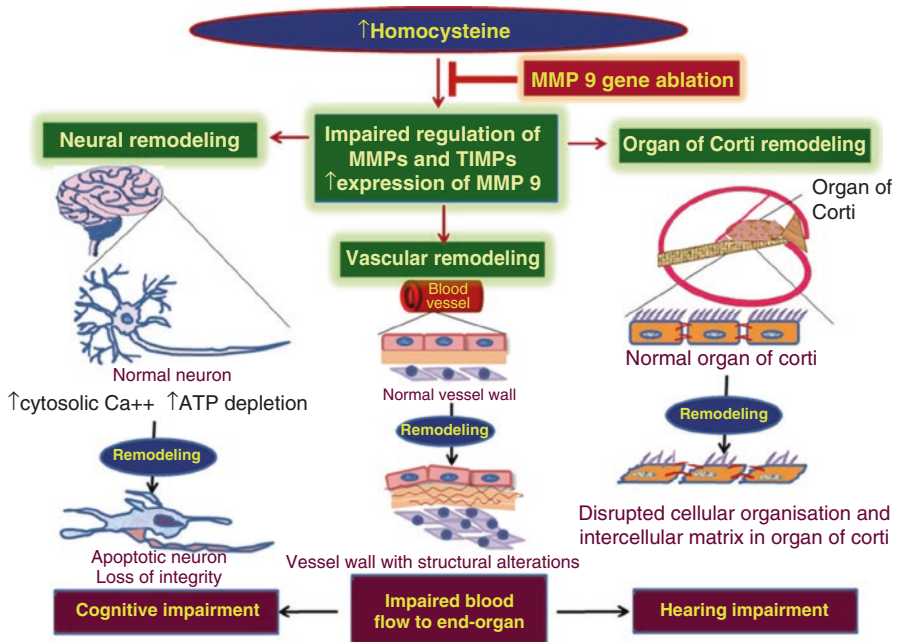 ↑Homocysteine
MMP 9 gene ablation
Neural remodeling
Impaired regulation of
MMPs and TIMPs
↑expression of MMP 9
Organ of Corti remodeling
Organ of
Corti
Vascular remodeling
Blood
vessel
Normal neuron
Normal vessel wall
Normal organ of corti
↑cytosolic Ca++ ↑ATP depletion
Remodeling
Remodeling
Remodeling
Apoptotic neuron
Loss of integrity
Vessel wall with structural alterations
Disrupted cellular organisation and
intercellular matrix in organ of corti
Cognitive impairment
Impaired blood
flow to end-organ
Hearing impairment